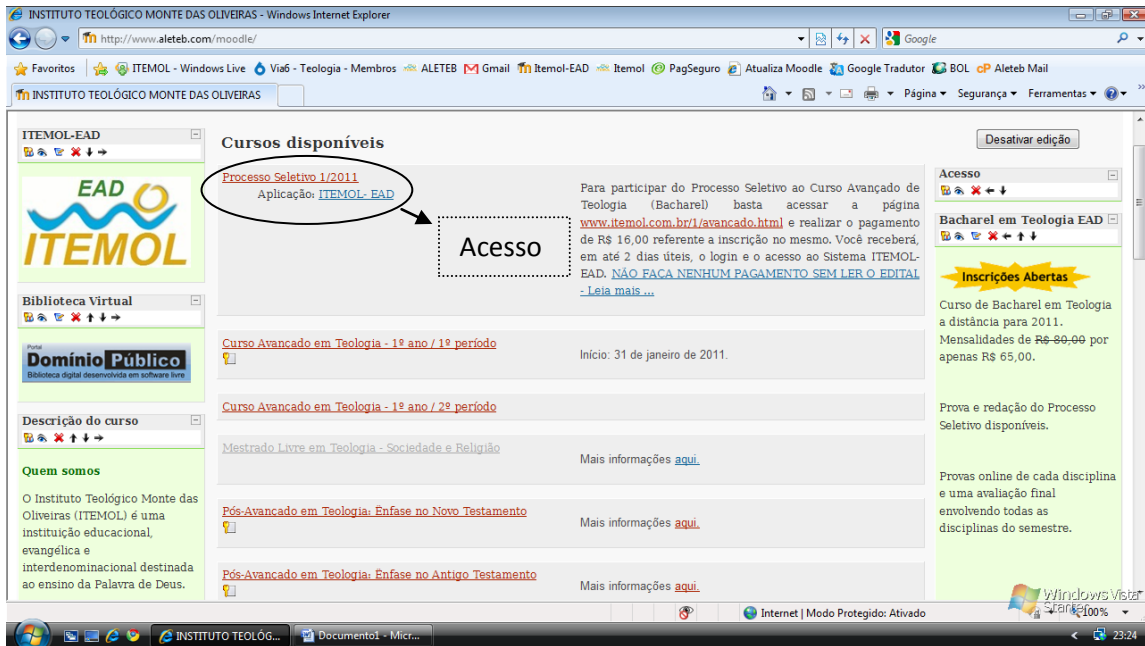 INSTITUTO TEOLÓGICO MONTE DAS OLIVEIRAS - Windows Internet Explorer
http://www.aleteb.com/moodle/
Google
Favoritos ITEMOL - Windows Live Via6 - Teologia - Membros ALETEB Gmail Itemol-EAD Itemol PagSeguro Atualiza Moodle Google Tradutor BOL Aleteb Mail
INSTITUTO TEOLÓGICO MONTE DAS OLIVEIRAS
Página Segurança Ferramentas
ITEMOL-EAD
EAD
ITEMOL
Biblioteca Virtual
Portal
Domínio Público
Biblioteca digital desenvolvida em software livre
Descrição do curso
Quem somos
O Instituto Teológico Monte das
Oliveiras (ITEMOL) é uma
instituição educacional,
evangélica e
interdenominacional destinada
ao ensino da Palavra de Deus.
Cursos disponíveis
Desativar edição
Processo Seletivo 1/2011
Aplicação: ITEMOL- EAD
Acesso
Para participar do Processo Seletivo ao Curso Avançado de
Teologia (Bacharel) basta acessar a página
www.itemol.com.br/1/avancado.html e realizar o pagamento
de R$ 16,00 referente a inscrição no mesmo. Você receberá,
em até 2 dias úteis, o login e o acesso ao Sistema ITEMOL-
EAD. NÃO FAÇA NENHUM PAGAMENTO SEM LER O EDITAL
- Leia mais ...
Curso Avançado em Teologia - 1º ano / 1º período
Início: 31 de janeiro de 2011.
Curso Avançado em Teologia - 1º ano / 2º período
Mestrado Livre em Teologia - Sociedade e Religião
Mais informações aqui.
Pós-Avançado em Teologia: Ênfase no Novo Testamento
Mais informações aqui.
Pós-Avançado em Teologia: Ênfase no Antigo Testamento
Mais informações aqui.
Acesso
Bacharel em Teologia EAD
Inscrições Abertas
Curso de Bacharel em Teologia
a distância para 2011.
Mensalidades de R$ 80,00 por
apenas R$ 65,00.
Prova e redação do Processo
Seletivo disponíveis.
Provas online de cada disciplina
e uma avaliação final
envolvendo todas as
disciplinas do semestre.
Windows Vista
Internet | Modo Protegido: Ativado
100%
INSTITUTO TEOLÓG...
Documento1 - Micr...
23:24